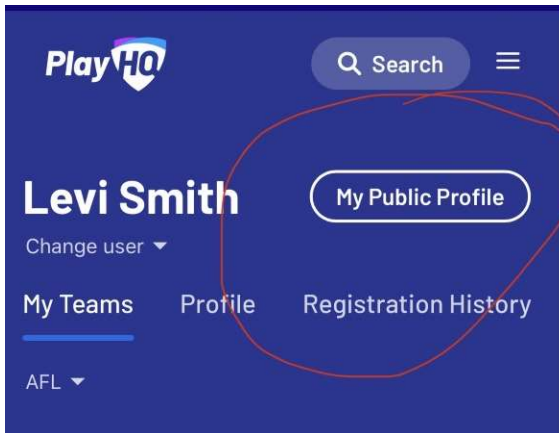 PlayHQ
Search
Levi Smith
My Public Profile
Change user
My Teams Profile Registration History
AFL